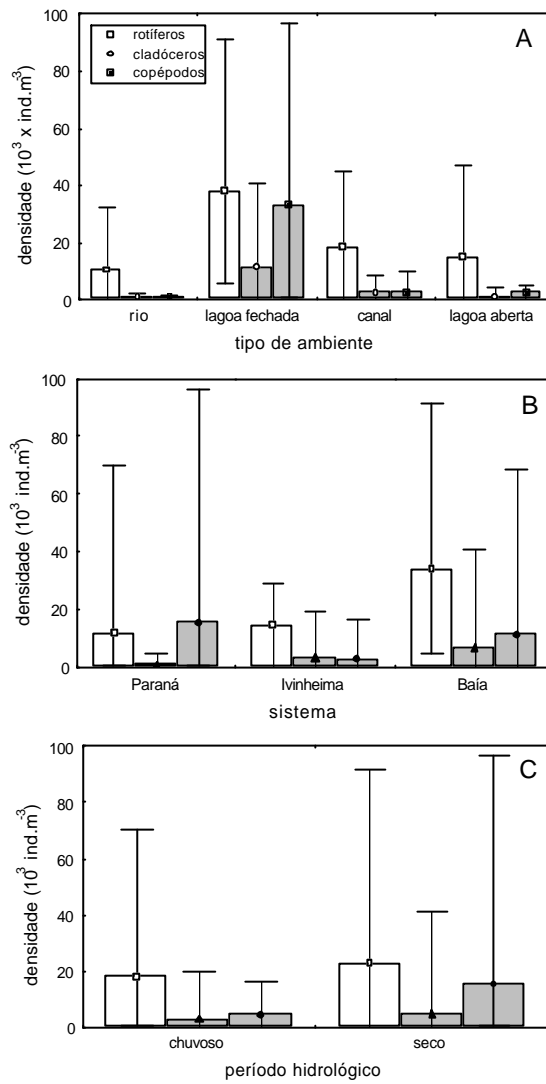 A
rotíferos
cladóceros
copépodos
densidade (10³ x ind.m⁻³)
100
80
60
40
20
0
rio lagoa fechada canal lagoa aberta
tipo de ambiente
B
densidade (10³ ind.m⁻³)
100
80
60
40
20
0
Paraná Ivinheima Baía
sistema
C
densidade (10³ ind.m⁻³)
100
80
60
40
20
0
chuvoso seco
período hidrológico